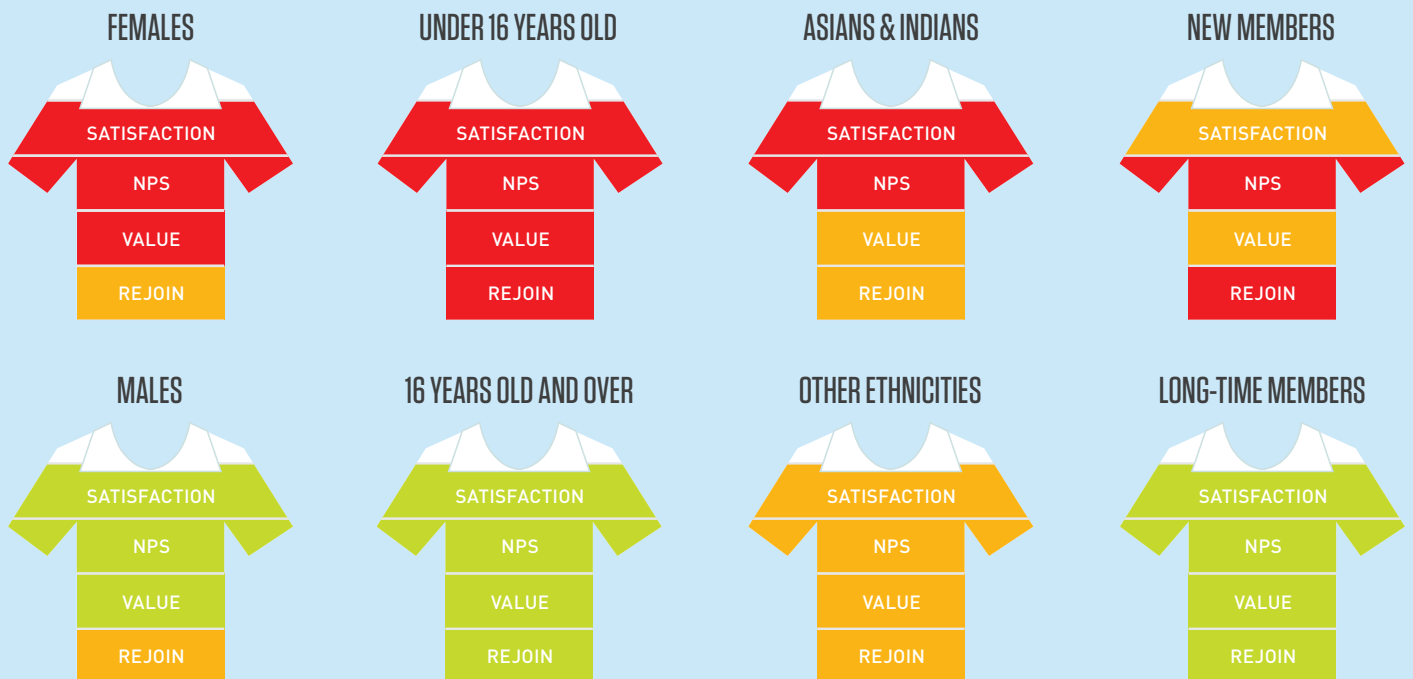 FEMALES
SATISFACTION
NPS
VALUE
REJOIN
UNDER 16 YEARS OLD
SATISFACTION
NPS
VALUE
REJOIN
ASIANS & INDIANS
SATISFACTION
NPS
VALUE
REJOIN
NEW MEMBERS
SATISFACTION
NPS
VALUE
REJOIN
MALES
SATISFACTION
NPS
VALUE
REJOIN
16 YEARS OLD AND OVER
SATISFACTION
NPS
VALUE
REJOIN
OTHER ETHNICITIES
SATISFACTION
NPS
VALUE
REJOIN
LONG-TIME MEMBERS
SATISFACTION
NPS
VALUE
REJOIN